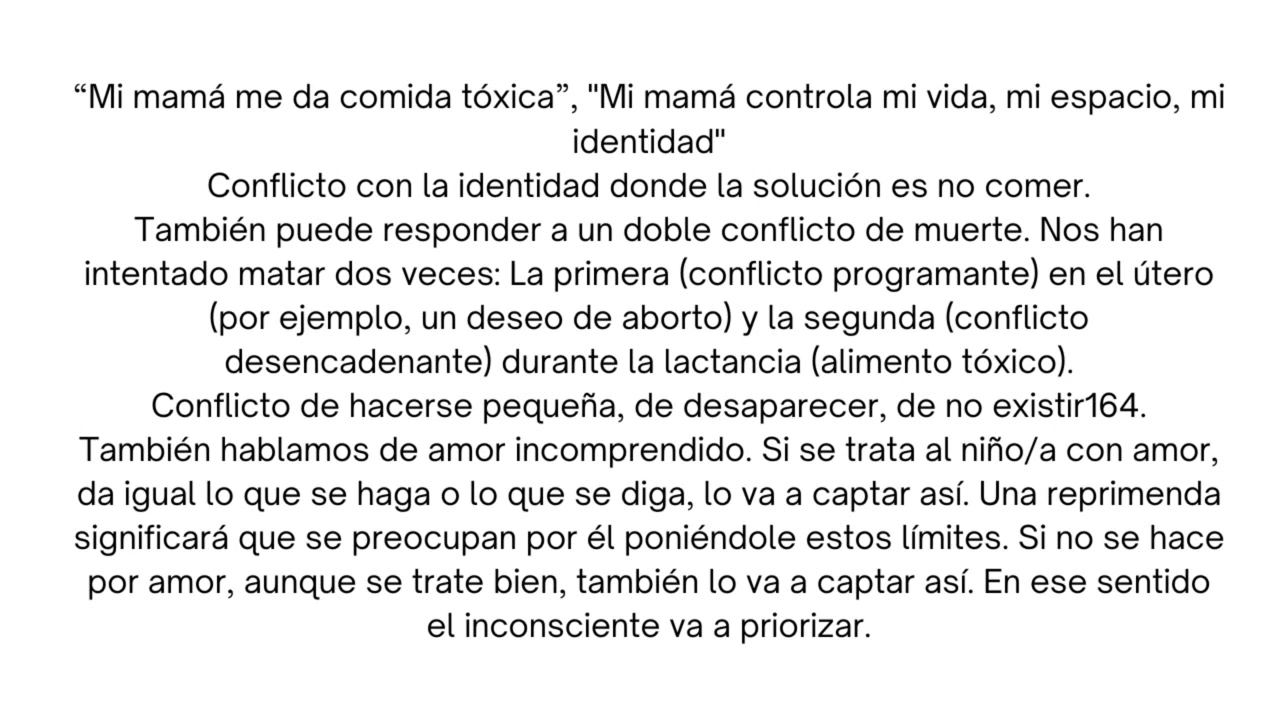 “Mi mamá me da comida tóxica”, "Mi mamá controla mi vida, mi espacio, mi
identidad"
Conflicto con la identidad donde la solución es no comer.
También puede responder a un doble conflicto de muerte. Nos han
intentado matar dos veces: La primera (conflicto programante) en el útero
(por ejemplo, un deseo de aborto) y la segunda (conflicto
desencadenante) durante la lactancia (alimento tóxico).
Conflicto de hacerse pequeña, de desaparecer, de no existir164.
También hablamos de amor incomprendido. Si se trata al niño/a con amor,
da igual lo que se haga o lo que se diga, lo va a captar así. Una reprimenda
significará que se preocupan por él poniéndole estos límites. Si no se hace
por amor, aunque se trate bien, también lo va a captar así. En ese sentido
el inconsciente va a priorizar.